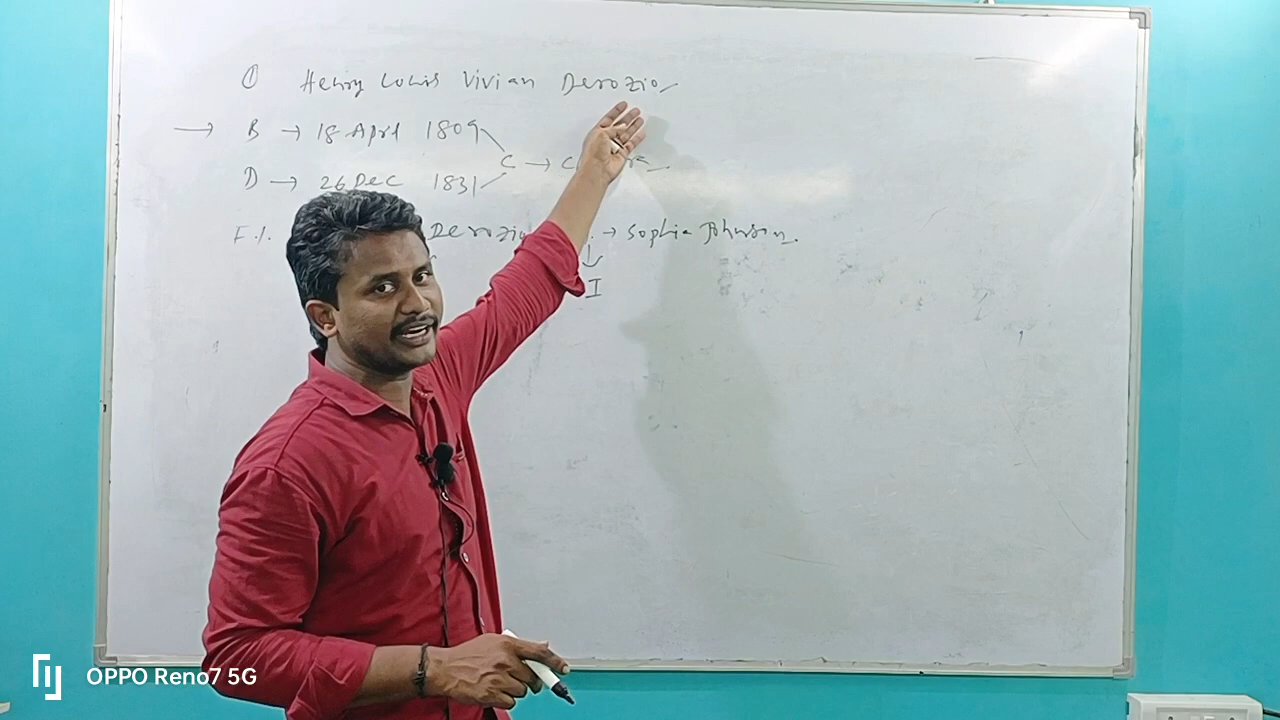 ① Henry Louis Vivian Derozio
→ B → 18 April 1809
C → C
D → 26 Dec 1831
Derozio → Sophia Johnson.
↓
I
OPPO Reno7 5G